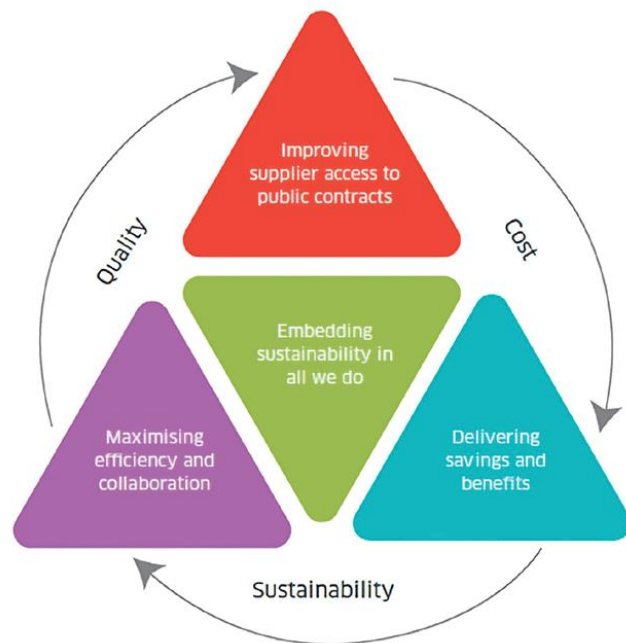 Improving
supplier access to
public contracts
Quality
Cost
Embedding
sustainability in
all we do
Maximising
efficiency and
collaboration
Delivering
savings and
benefits
Sustainability